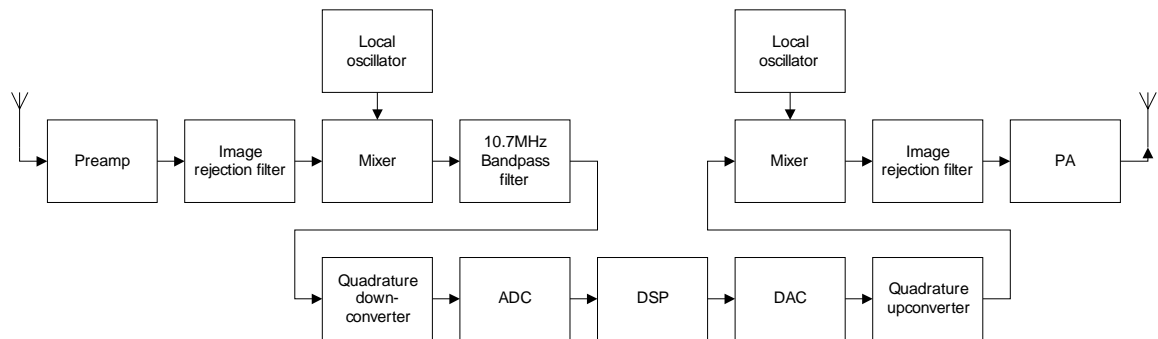 Local
oscillator
Local
oscillator
Preamp
Image
rejection filter
Mixer
10.7MHz
Bandpass
filter
Mixer
Image
rejection filter
PA
Quadrature
down-
converter
ADC
DSP
DAC
Quadrature
upconverter